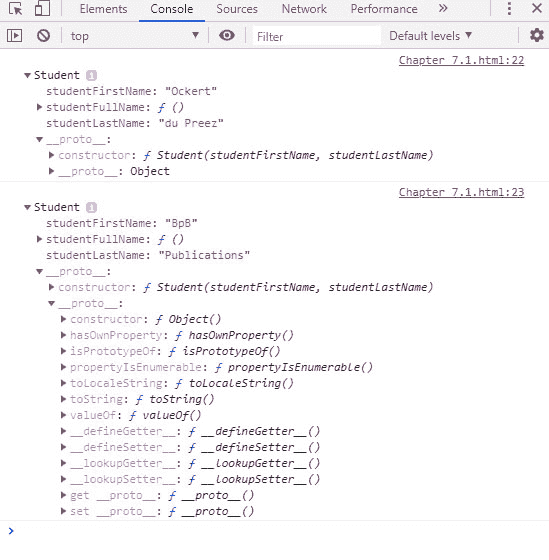 Elements Console Sources Network Performance »
top Filter Default levels
Chapter 7.1.html:22
Student i
studentFirstName: "Ockert"
studentFullName: ƒ ()
studentLastName: "du Preez"
__proto__:
constructor: ƒ Student(studentFirstName, studentLastName)
__proto__: Object
Chapter 7.1.html:23
Student i
studentFirstName: "BpB"
studentFullName: ƒ ()
studentLastName: "Publications"
__proto__:
constructor: ƒ Student(studentFirstName, studentLastName)
__proto__:
constructor: ƒ Object()
hasOwnProperty: ƒ hasOwnProperty()
isPrototypeOf: ƒ isPrototypeOf()
propertyIsEnumerable: ƒ propertyIsEnumerable()
toLocaleString: ƒ toLocaleString()
toString: ƒ toString()
valueOf: ƒ valueOf()
__defineGetter__: ƒ __defineGetter__()
__defineSetter__: ƒ __defineSetter__()
__lookupGetter__: ƒ __lookupGetter__()
__lookupSetter__: ƒ __lookupSetter__()
get __proto__: ƒ __proto__()
set __proto__: ƒ __proto__()